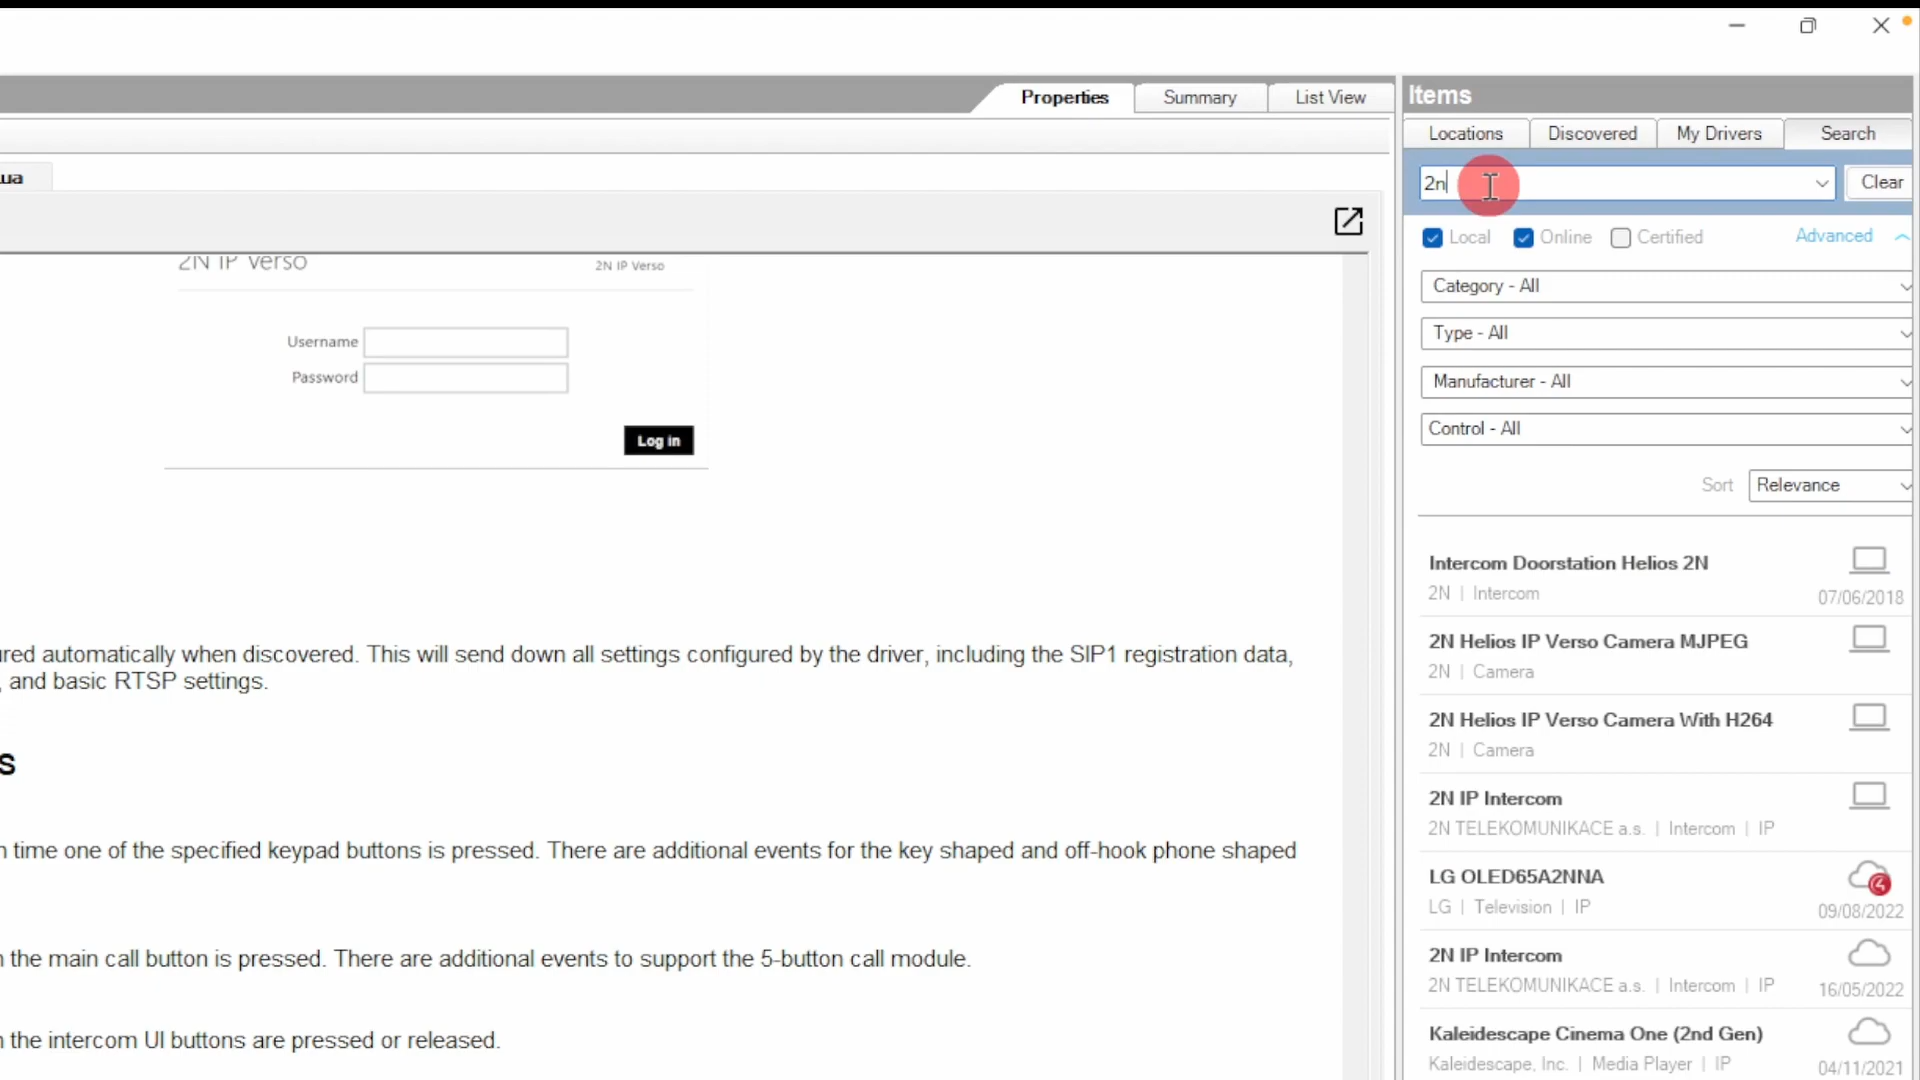 Properties
Summary
List View
Items
Locations
Discovered
My Drivers
Search
2n
Clear
Local
Online
Certified
Advanced
Category - All
Type - All
Manufacturer - All
Control - All
Sort
Relevance
ua
2N IP Verso
2N IP Verso
Username
Password
Log in
red automatically when discovered. This will send down all settings configured by the driver, including the SIP1 registration data,
, and basic RTSP settings.
s
n time one of the specified keypad buttons is pressed. There are additional events for the key shaped and off-hook phone shaped
n the main call button is pressed. There are additional events to support the 5-button call module.
n the intercom UI buttons are pressed or released.
Intercom Doorstation Helios 2N
2N | Intercom
07/06/2018
2N Helios IP Verso Camera MJPEG
2N | Camera
2N Helios IP Verso Camera With H264
2N | Camera
2N IP Intercom
2N TELEKOMUNIKACE a.s. | Intercom | IP
LG OLED65A2NNA
LG | Television | IP
09/08/2022
2N IP Intercom
2N TELEKOMUNIKACE a.s. | Intercom | IP
16/05/2022
Kaleidescape Cinema One (2nd Gen)
Kaleidescape, Inc. | Media Player | IP
04/11/2021